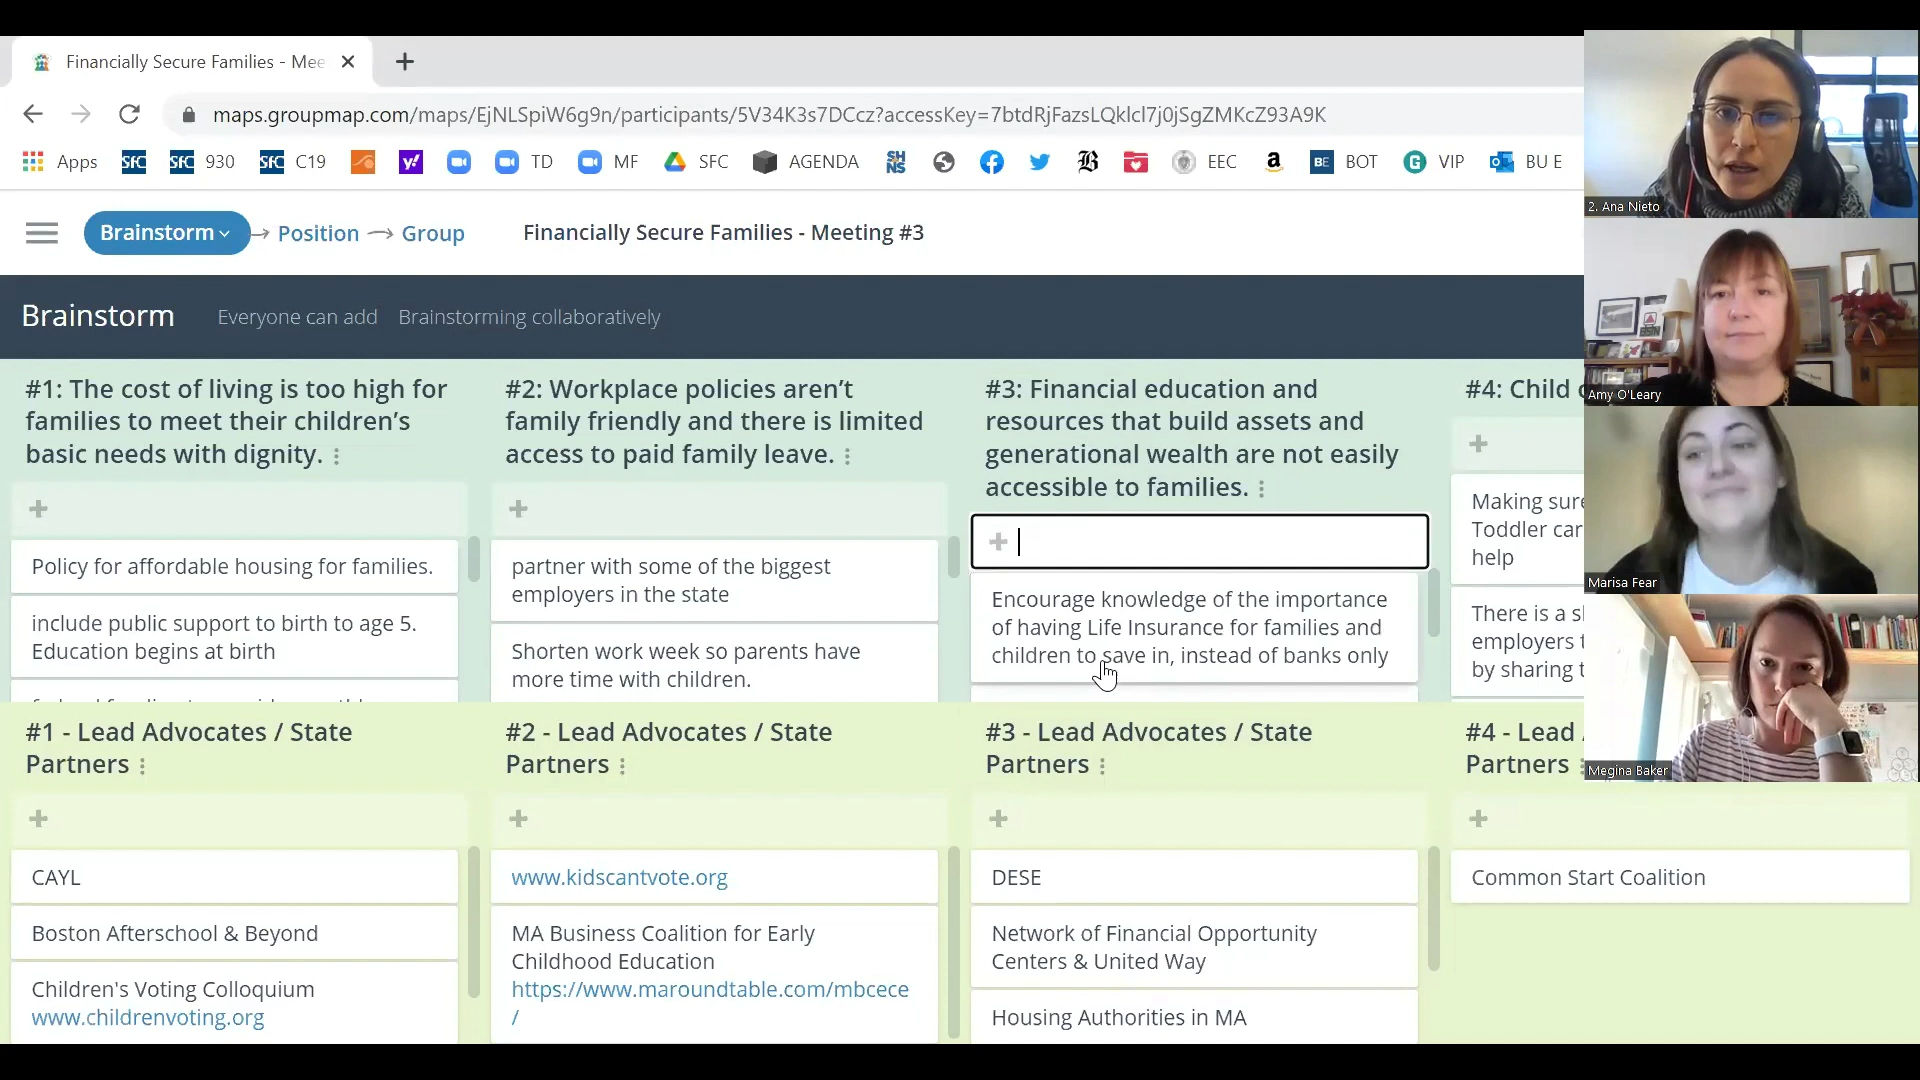 Financially Secure Families - Mee
maps.groupmap.com/maps/EjNLSpiW6g9n/participants/5V34K3s7DCcz?accessKey=7btdRjFazsLQklcl7j0jSgZMKcZ93A9K
Apps SfC SfC 930 SfC C19 y! TD MF SFC AGENDA SH NS B EEC a BE BOT G VIP BU E
Brainstorm → Position → Group Financially Secure Families - Meeting #3
Brainstorm Everyone can add Brainstorming collaboratively
#1: The cost of living is too high for
families to meet their children's
basic needs with dignity.
Policy for affordable housing for families.
include public support to birth to age 5.
Education begins at birth
#2: Workplace policies aren't
family friendly and there is limited
access to paid family leave.
partner with some of the biggest
employers in the state
Shorten work week so parents have
more time with children.
#3: Financial education and
resources that build assets and
generational wealth are not easily
accessible to families.
Encourage knowledge of the importance
of having Life Insurance for families and
children to save in, instead of banks only
#4: Child
Making sure
Toddler car
help
There is a s
employers
by sharing
#1 - Lead Advocates / State
Partners
CAYL
Boston Afterschool & Beyond
Children's Voting Colloquium
www.childrenvoting.org
#2 - Lead Advocates / State
Partners
www.kidscantvote.org
MA Business Coalition for Early
Childhood Education
https://www.maroundtable.com/mbcece
/
#3 - Lead Advocates / State
Partners
DESE
Network of Financial Opportunity
Centers & United Way
Housing Authorities in MA
#4 - Lead
Partners
Common Start Coalition
2. Ana Nieto
Amy O'Leary
Marisa Fear
Megina Baker